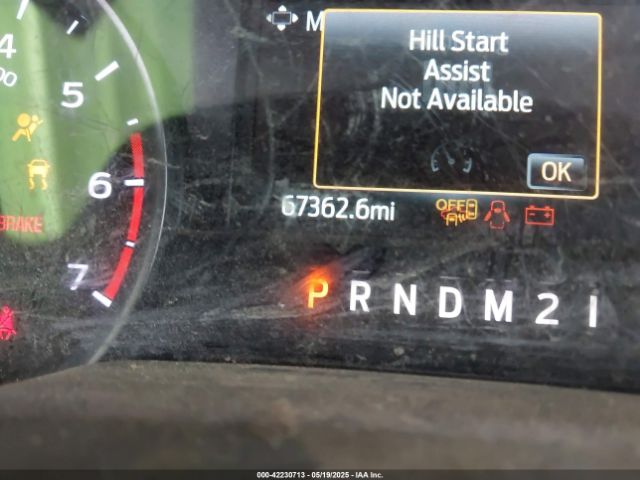 M
Hill Start
Assist
Not Available
OK
4
5
6
7
BRAKE
67362.6mi
OFF
P R N D M 2 1
000-42230713 - 05/19/2025 - IAA Inc.